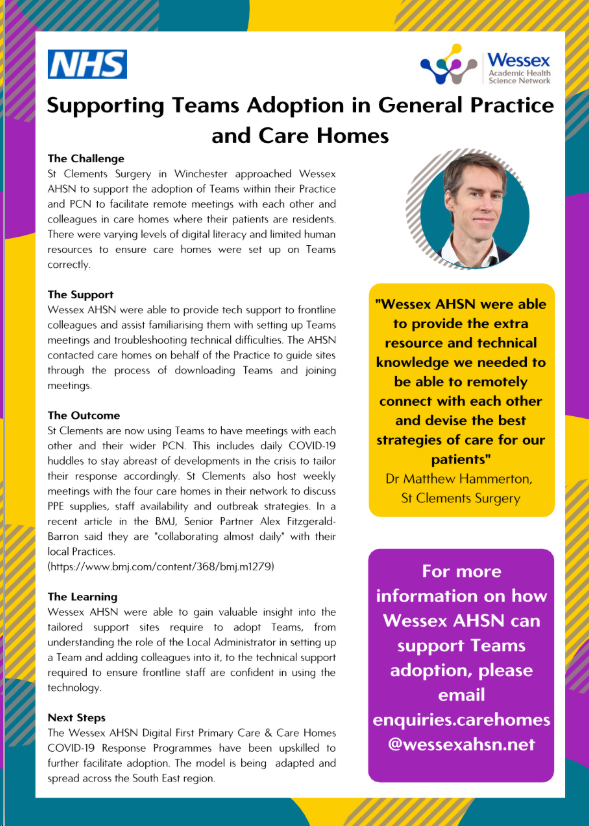 NHS
Wessex
Academic Health
Science Network
Supporting Teams Adoption in General Practice
and Care Homes
The Challenge
St Clements Surgery in Winchester approached Wessex
AHSN to support the adoption of Teams within their Practice
and PCN to facilitate remote meetings with each other and
colleagues in care homes where their patients are residents.
There were varying levels of digital literacy and limited human
resources to ensure care homes were set up on Teams
correctly.
The Support
Wessex AHSN were able to provide tech support to frontline
colleagues and assist familiarising them with setting up Teams
meetings and troubleshooting technical difficulties. The AHSN
contacted care homes on behalf of the Practice to guide sites
through the process of downloading Teams and joining
meetings.
The Outcome
St Clements are now using Teams to have meetings with each
other and their wider PCN. This includes daily COVID-19
huddles to stay abreast of developments in the crisis to tailor
their response accordingly. St Clements also host weekly
meetings with the four care homes in their network to discuss
PPE supplies, staff availability and outbreak strategies. In a
recent article in the BMJ, Senior Partner Alex Fitzgerald-
Barron said they are "collaborating almost daily" with their
local Practices.
(https://www.bmj.com/content/368/bmj.m1279)
The Learning
Wessex AHSN were able to gain valuable insight into the
tailored support sites require to adopt Teams, from
understanding the role of the Local Administrator in setting up
a Team and adding colleagues into it, to the technical support
required to ensure frontline staff are confident in using the
technology.
Next Steps
The Wessex AHSN Digital First Primary Care & Care Homes
COVID-19 Response Programmes have been upskilled to
further facilitate adoption. The model is being adapted and
spread across the South East region.
"Wessex AHSN were able
to provide the extra
resource and technical
knowledge we needed to
be able to remotely
connect with each other
and devise the best
strategies of care for our
patients"
Dr Matthew Hammerton,
St Clements Surgery
For more
information on how
Wessex AHSN can
support Teams
adoption, please
email
enquiries.carehomes
@wessexahsn.net